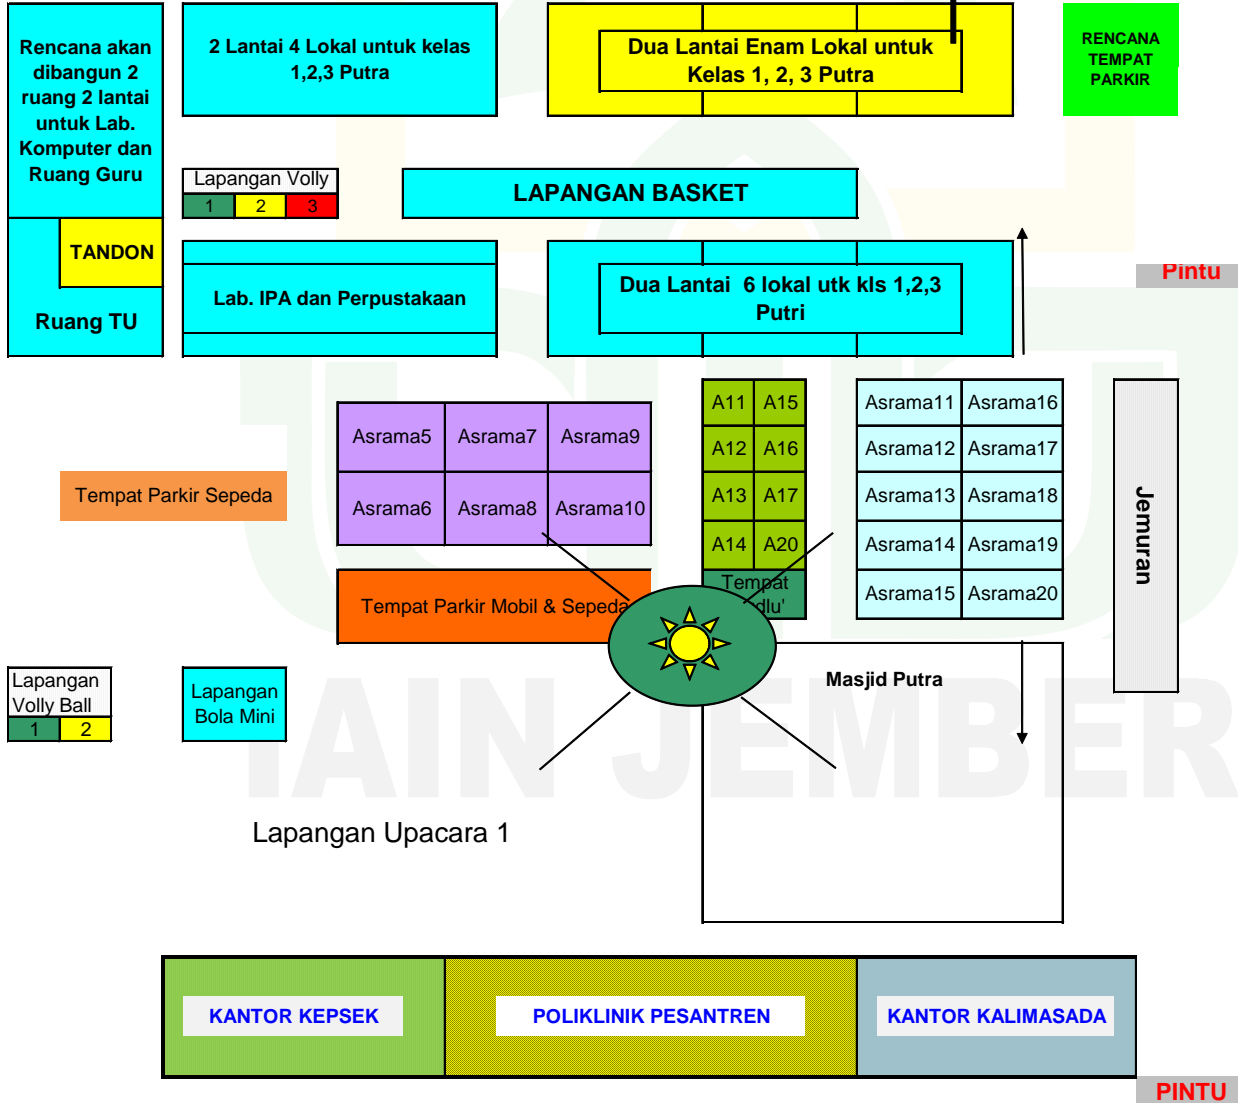 Rencana akan
dibangun 2
ruang 2 lantai
untuk Lab.
Komputer dan
Ruang Guru
2 Lantai 4 Lokal untuk kelas
1,2,3 Putra
Dua Lantai Enam Lokal untuk
Kelas 1, 2, 3 Putra
RENCANA
TEMPAT
PARKIR
Lapangan Volly
1 2 3
LAPANGAN BASKET
TANDON
Ruang TU
Lab. IPA dan Perpustakaan
Dua Lantai 6 lokal utk kls 1,2,3
Putri
Pintu
Asrama5 Asrama7 Asrama9
Asrama6 Asrama8 Asrama10
A11 A15
A12 A16
A13 A17
A14 A20
Tempat
dlu'
Asrama11 Asrama16
Asrama12 Asrama17
Asrama13 Asrama18
Asrama14 Asrama19
Asrama15 Asrama20
Jemuran
Tempat Parkir Sepeda
Tempat Parkir Mobil & Sepeda
Masjid Putra
Lapangan
Volly Ball
1 2
Lapangan
Bola Mini
IAIN JEMBER
Lapangan Upacara 1
KANTOR KEPSEK
POLIKLINIK PESANTREN
KANTOR KALIMASADA
PINTU